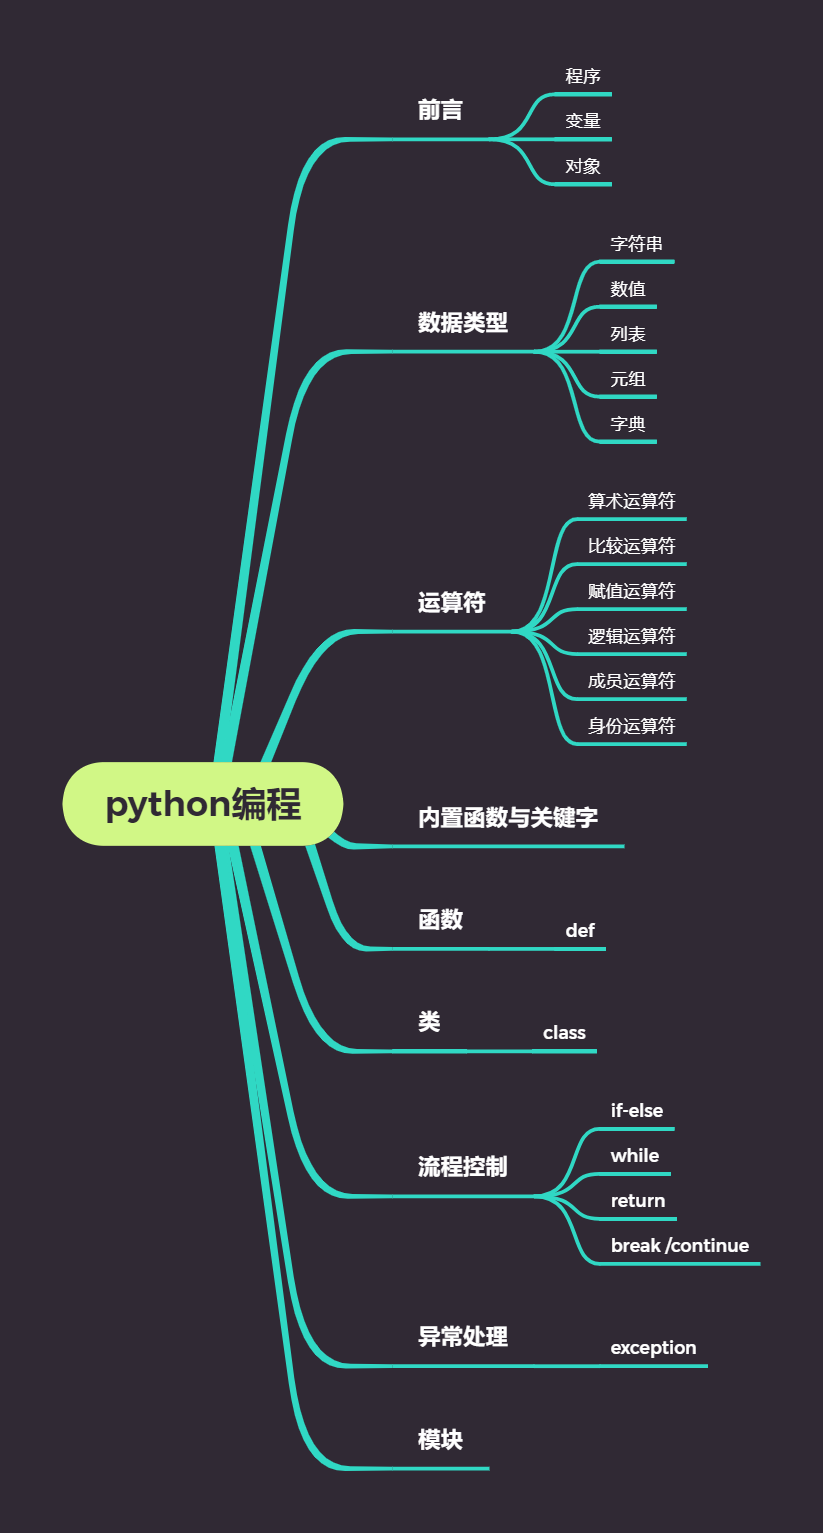 python编程
前言
程序
变量
对象
数据类型
字符串
数值
列表
元组
字典
运算符
算术运算符
比较运算符
赋值运算符
逻辑运算符
成员运算符
身份运算符
内置函数与关键字
函数
def
类
class
流程控制
if-else
while
return
break /continue
异常处理
exception
模块